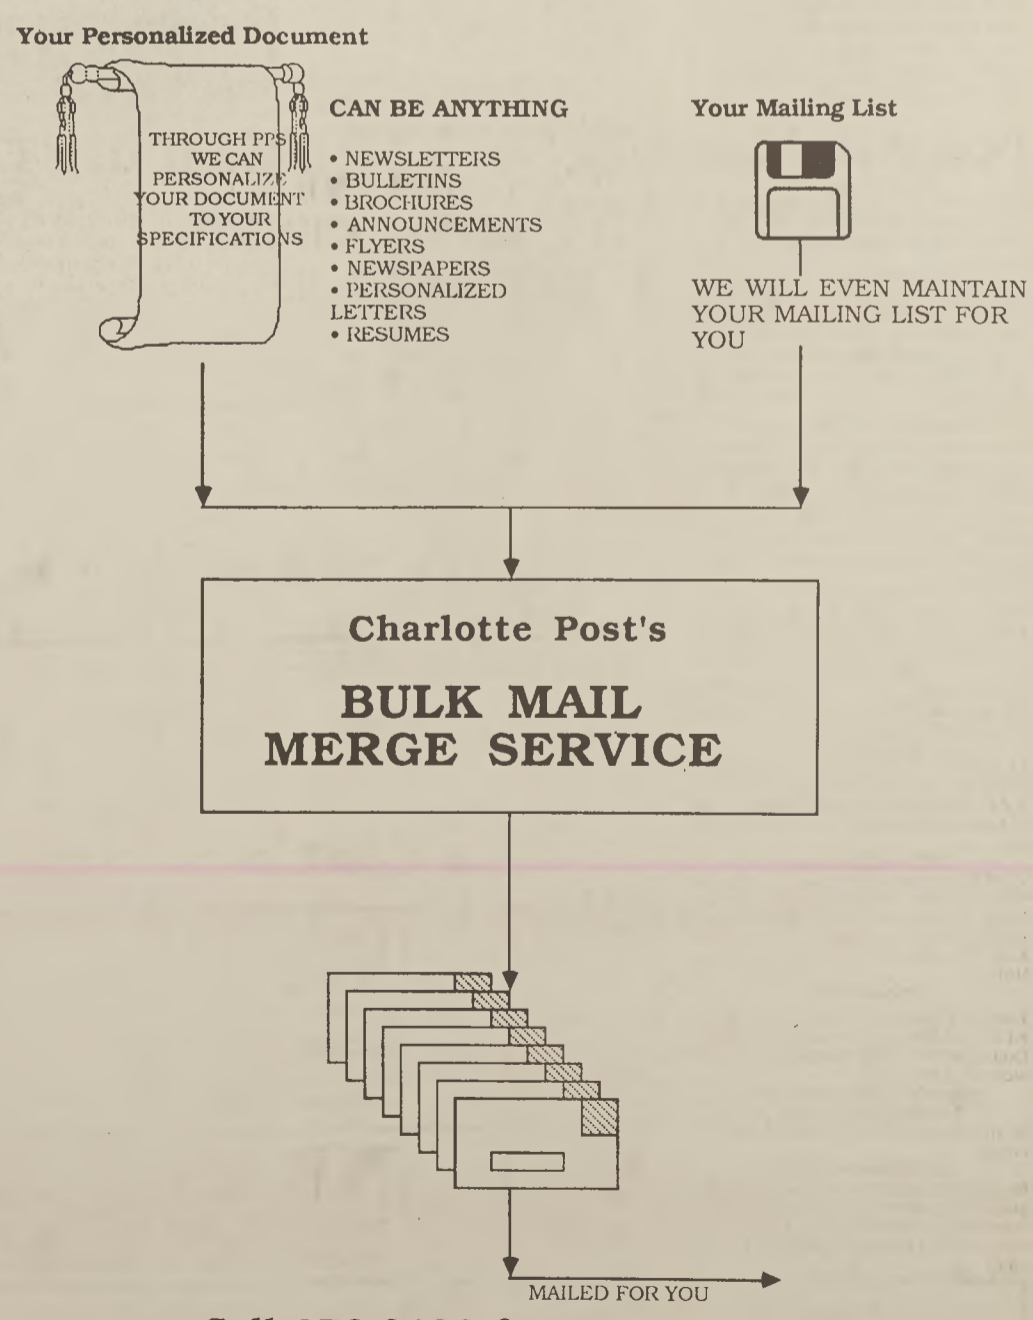 Your Personalized Document
THROUGH PPS
WE CAN
PERSONALIZE
YOUR DOCUMENT
TO YOUR
SPECIFICATIONS
CAN BE ANYTHING
• NEWSLETTERS
• BULLETINS
• BROCHURES
• ANNOUNCEMENTS
• FLYERS
• NEWSPAPERS
• PERSONALIZED
LETTERS
• RESUMES
Your Mailing List
WE WILL EVEN MAINTAIN
YOUR MAILING LIST FOR
YOU
Charlotte Post's
BULK MAIL
MERGE SERVICE
MAILED FOR YOU